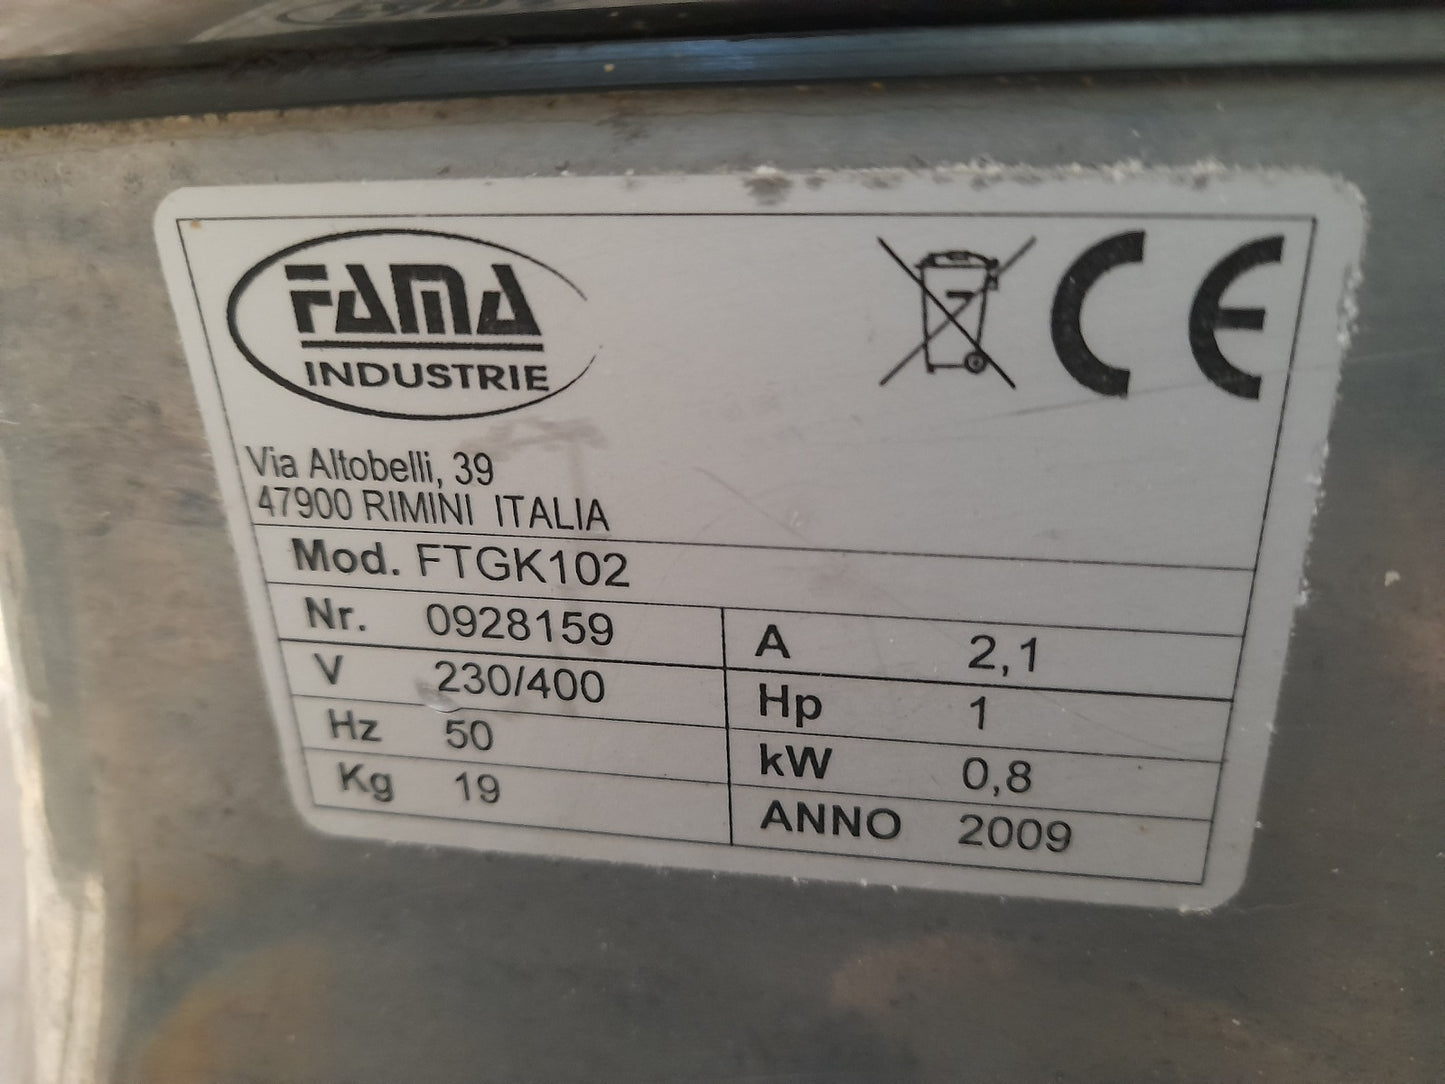 FAMA
INDUSTRIE
CE
Via Altobelli, 39
47900 RIMINI ITALIA
Mod. FTGK102
Nr. 0928159
A 2,1
V 230/400
Hp 1
Hz 50
kW 0,8
Kg 19
ANNO 2009